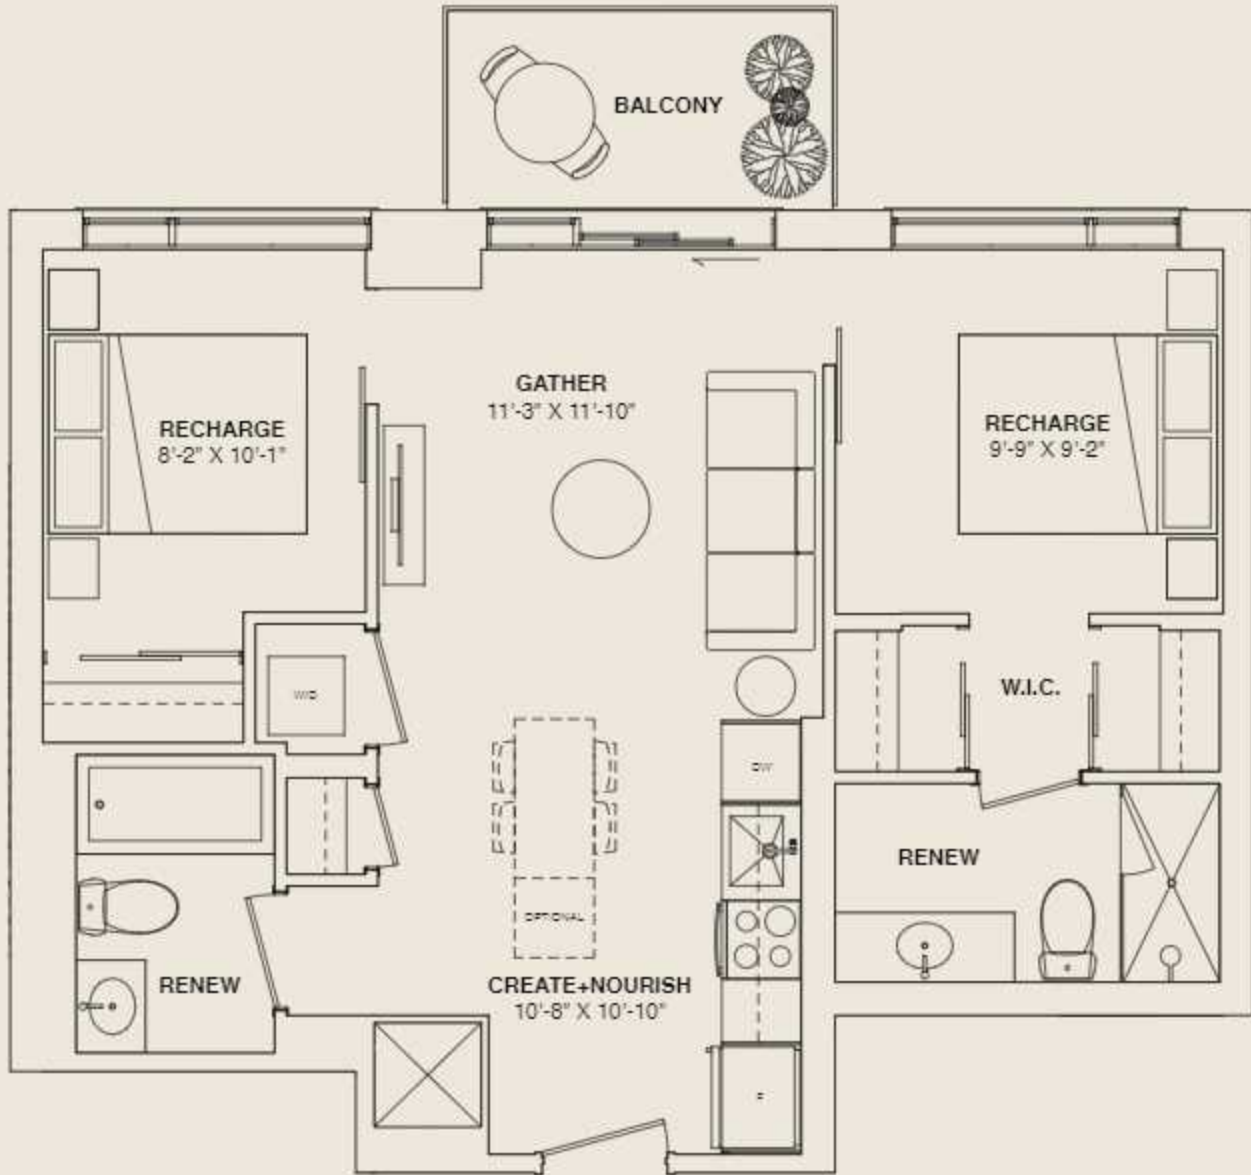 BALCONY
GATHER
11'-3" X 11'-10"
RECHARGE
8'-2" X 10'-1"
RECHARGE
9'-9" X 9'-2"
W/D
W.I.C.
DW
RENEW
OPTIONAL
RENEW
CREATE+NOURISH
10'-8" X 10'-10"
F